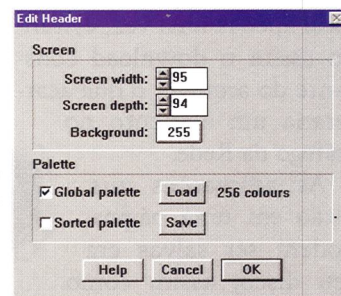 Edit Header
Screen
Screen width: 95
Screen depth: 94
Background: 255
Palette
Global palette Load 256 colours
Sorted palette Save
Help Cancel OK